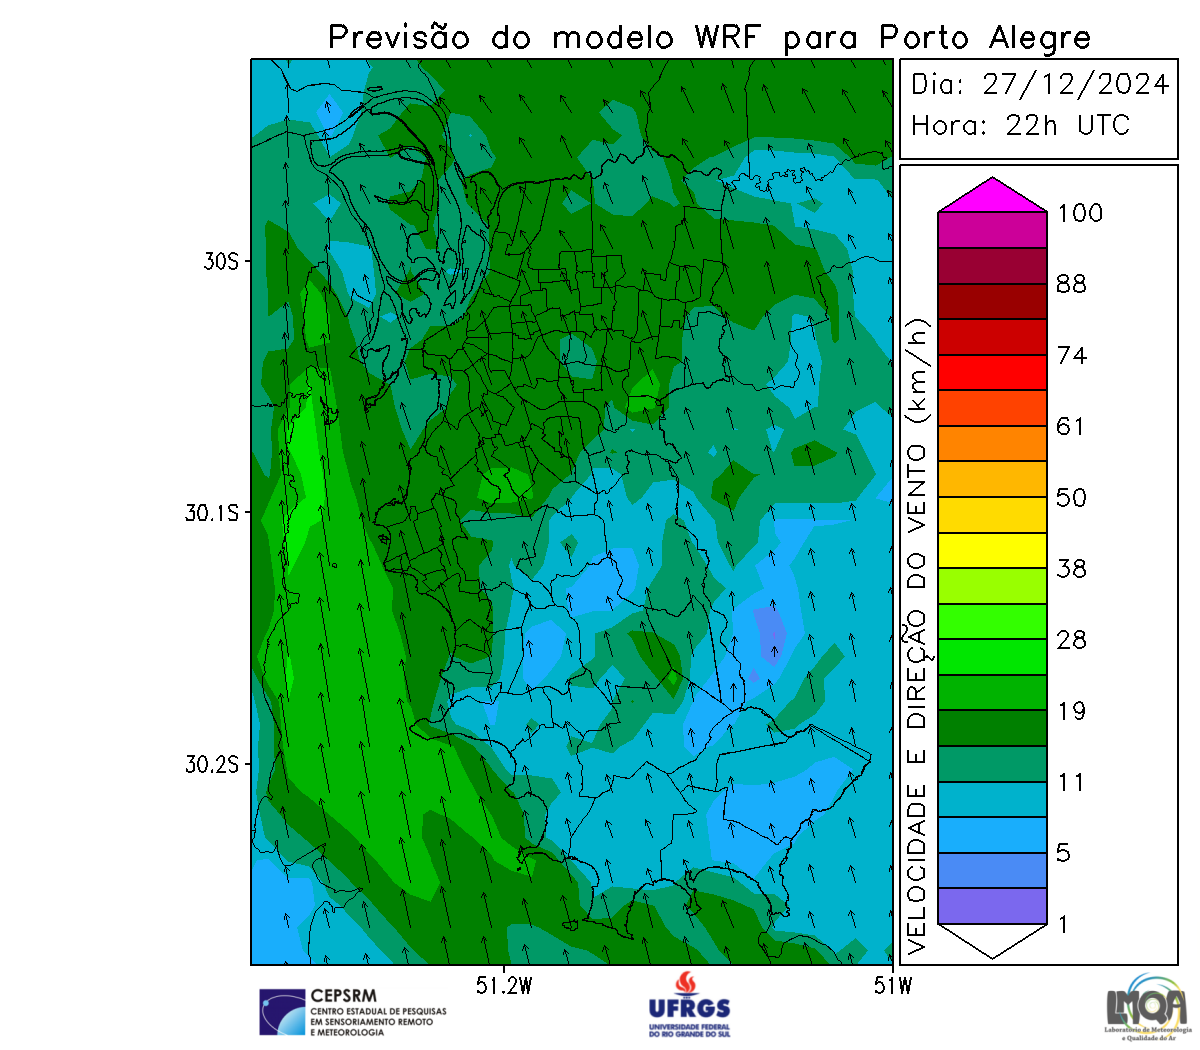 Previsão do modelo WRF para Porto Alegre
Dia: 27/12/2024
Hora: 22h UTC
30S
30.1S
30.2S
51.2W
51W
VELOCIDADE E DIREÇÃO DO VENTO (km/h)
100
88
74
61
50
38
28
19
11
5
1
CEPSRM
CENTRO ESTADUAL DE PESQUISAS
EM SENSORIAMENTO REMOTO
E METEOROLOGIA
UFRGS
UNIVERSIDADE FEDERAL
DO RIO GRANDE DO SUL
LMQA
Laboratório de Meteorologia
e Qualidade do Ar